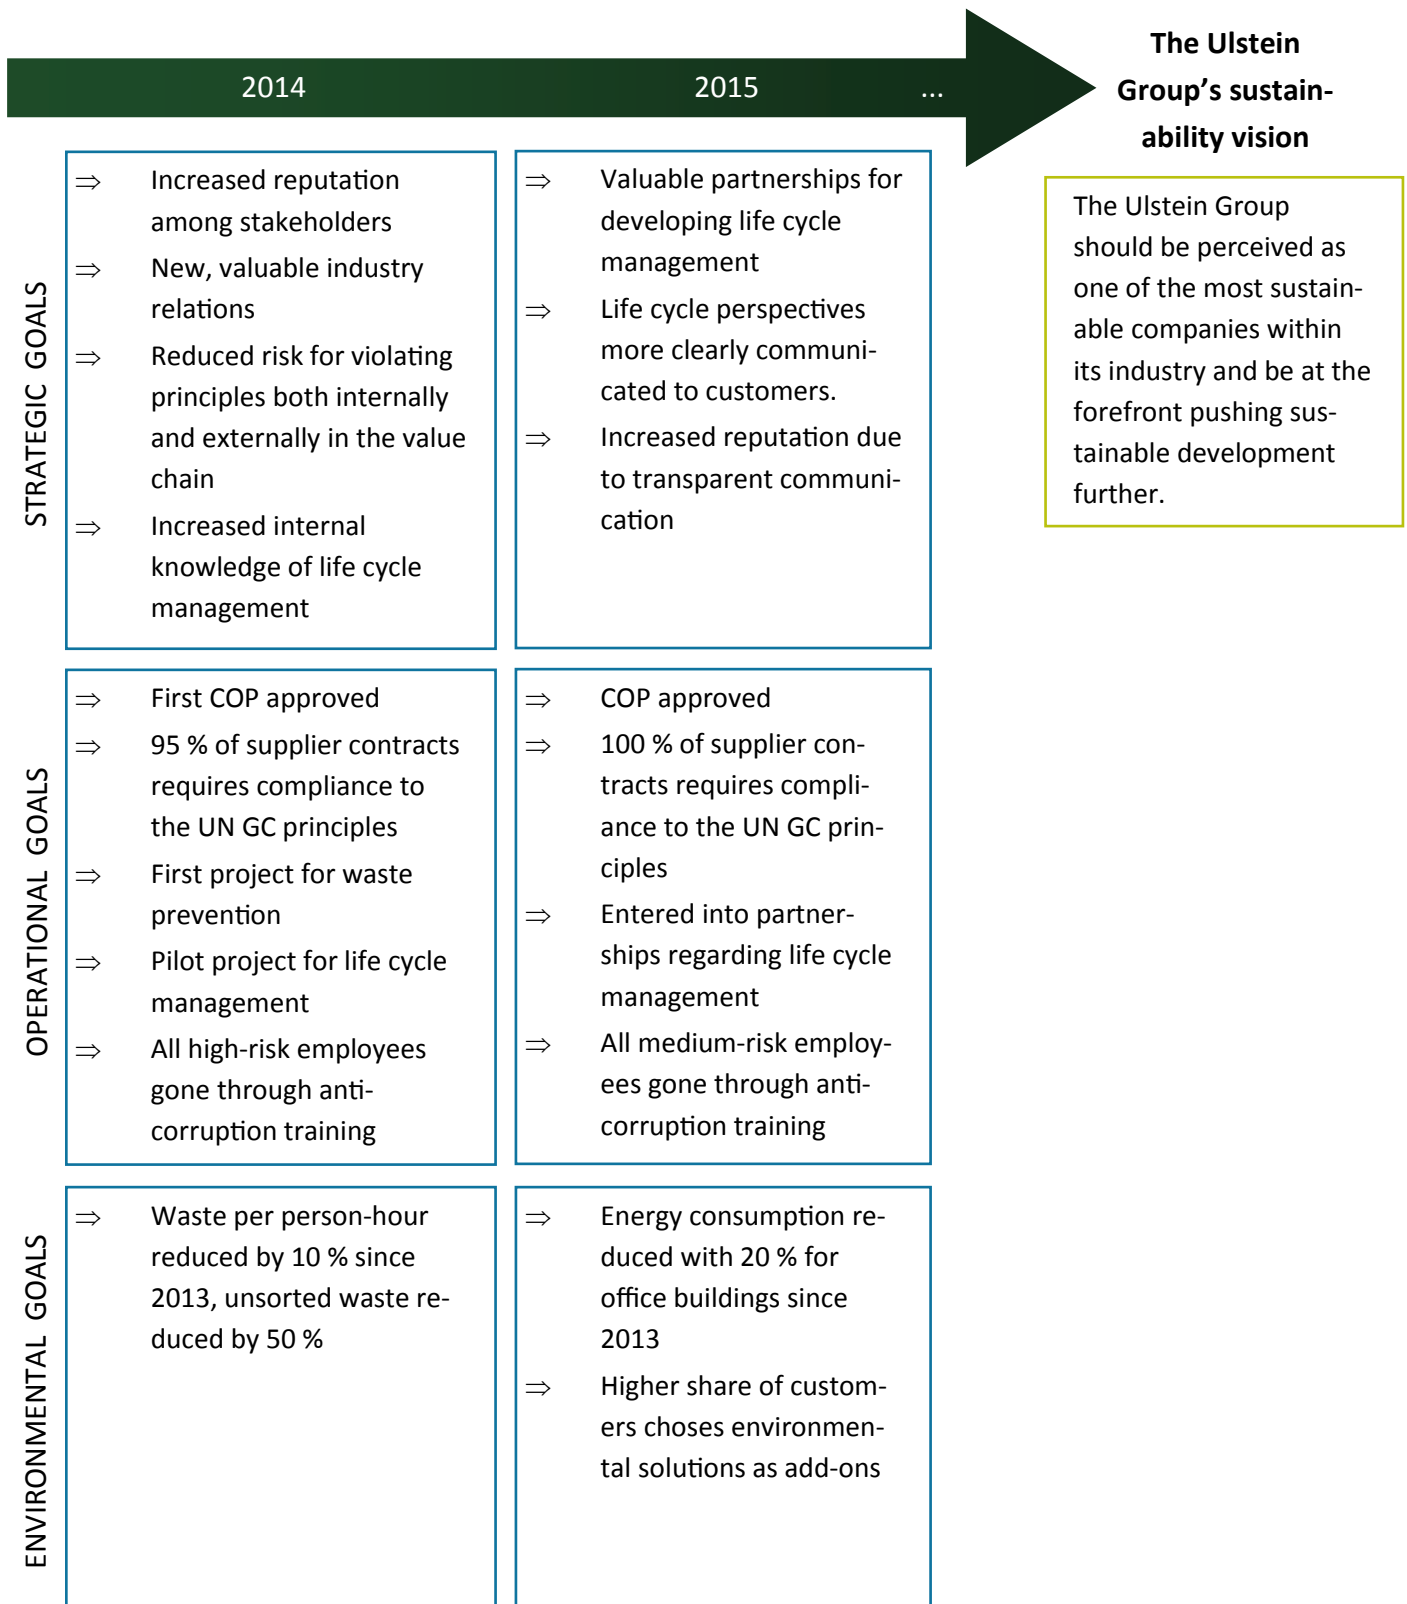 2014
2015
...
The Ulstein
Group’s sustain-
ability vision
The Ulstein Group
should be perceived as
one of the most sustain-
able companies within
its industry and be at the
forefront pushing sus-
tainable development
further.
STRATEGIC GOALS
⇒ Increased reputation
among stakeholders
⇒ New, valuable industry
relations
⇒ Reduced risk for violating
principles both internally
and externally in the value
chain
⇒ Increased internal
knowledge of life cycle
management
⇒ Valuable partnerships for
developing life cycle
management
⇒ Life cycle perspectives
more clearly communi-
cated to customers.
⇒ Increased reputation due
to transparent communi-
cation
OPERATIONAL GOALS
⇒ First COP approved
⇒ 95 % of supplier contracts
requires compliance to
the UN GC principles
⇒ First project for waste
prevention
⇒ Pilot project for life cycle
management
⇒ All high-risk employees
gone through anti-
corruption training
⇒ COP approved
⇒ 100 % of supplier con-
tracts requires compli-
ance to the UN GC prin-
ciples
⇒ Entered into partner-
ships regarding life cycle
management
⇒ All medium-risk employ-
ees gone through anti-
corruption training
ENVIRONMENTAL GOALS
⇒ Waste per person-hour
reduced by 10 % since
2013, unsorted waste re-
duced by 50 %
⇒ Energy consumption re-
duced with 20 % for
office buildings since
2013
⇒ Higher share of custom-
ers choses environmen-
tal solutions as add-ons